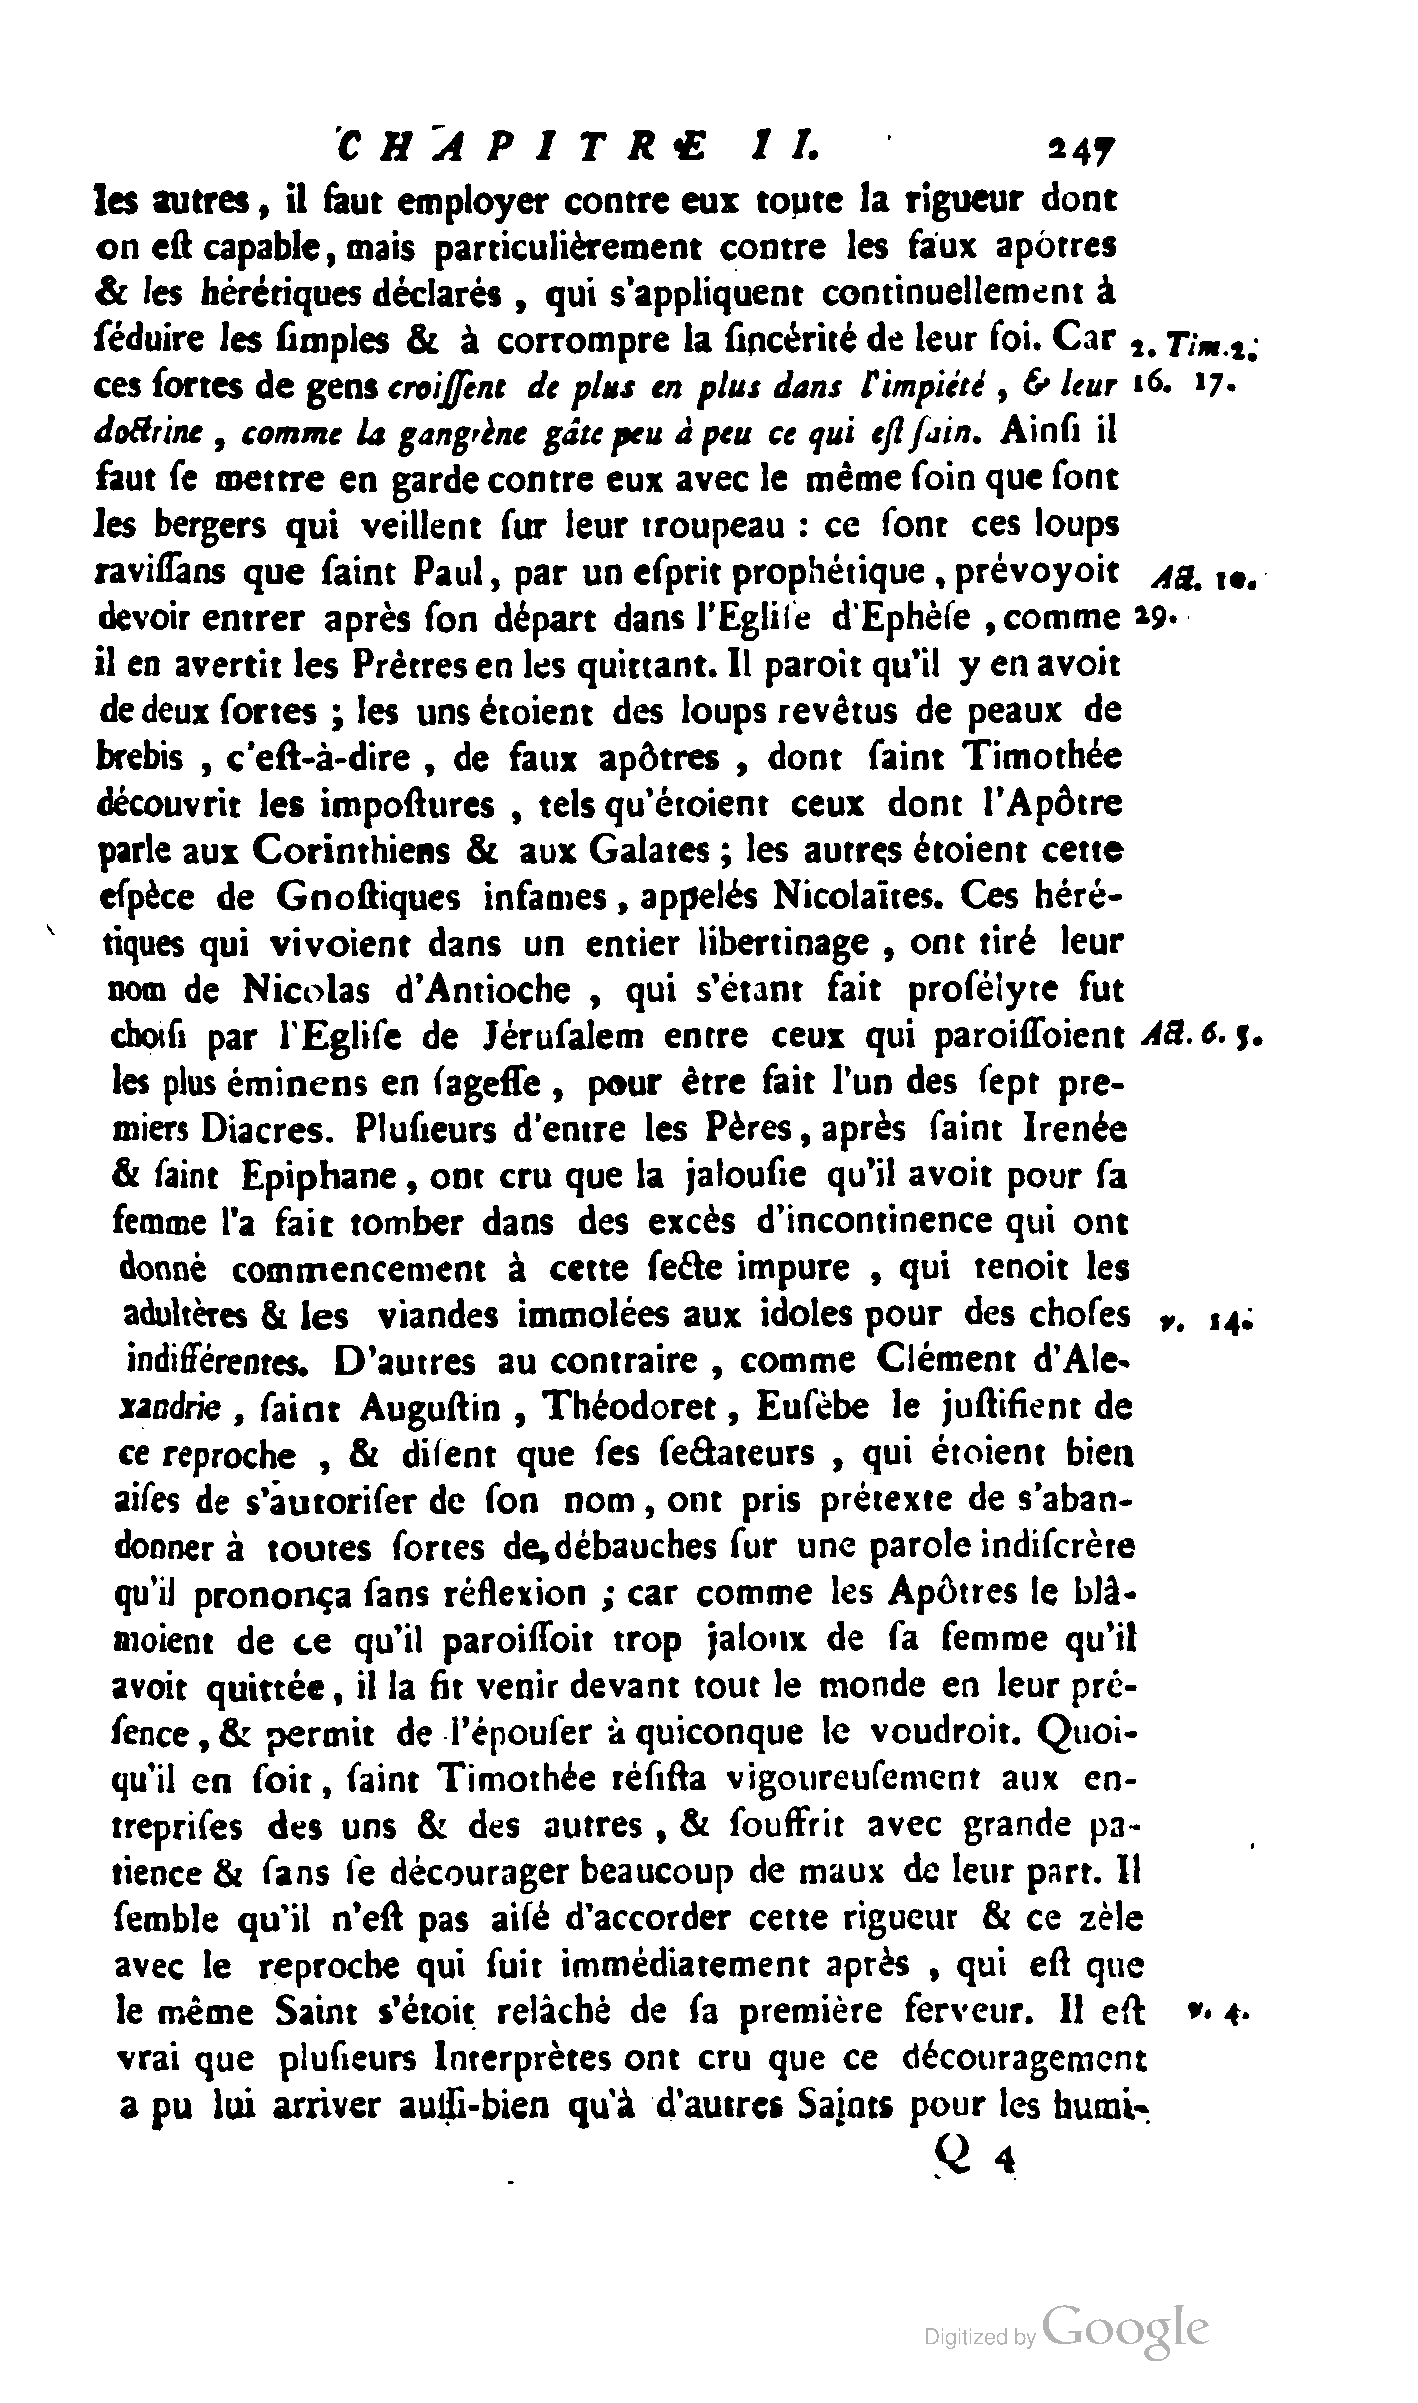 CHAPITRE II. 247
les autres, il faut employer contre eux toute la rigueur dont
on eſt capable, mais particulièrement contre les faux apôtres
& les hérétiques déclarés, qui s'appliquent continuellement à
ſéduire les ſimples & à corrompre la ſincérité de leur foi. Car 2. Tim. 2.
ces ſortes de gens croiſſent de plus en plus dans l'impiété, & leur 16. 17.
doctrine, comme la gangrène gâte peu à peu ce qui eſt ſain. Ainſi il
faut ſe mettre en garde contre eux avec le même ſoin que font
les bergers qui veillent ſur leur troupeau : ce ſont ces loups
raviſſans que ſaint Paul, par un eſprit prophétique, prévoyoit Act. 10.
devoir entrer après ſon départ dans l'Egliſe d'Ephèſe, comme 29.
il en avertit les Prêtres en les quittant. Il paroit qu'il y en avoit
de deux ſortes ; les uns étoient des loups revêtus de peaux de
brebis, c'eſt-à-dire, de faux apôtres, dont ſaint Timothée
découvrit les impoſtures, tels qu'étoient ceux dont l'Apôtre
parle aux Corinthiens & aux Galates ; les autres étoient cette
eſpèce de Gnoſtiques infames, appelés Nicolaïtes. Ces héré-
tiques qui vivoient dans un entier libertinage, ont tiré leur
nom de Nicolas d'Antioche, qui s'étant fait proſélyte fut
choiſi par l'Egliſe de Jéruſalem entre ceux qui paroiſſoient Act. 6. 5.
les plus éminens en ſageſſe, pour être fait l'un des ſept pre-
miers Diacres. Pluſieurs d'entre les Pères, après ſaint Irenée
& ſaint Epiphane, ont cru que la jalouſie qu'il avoit pour ſa
femme l'a fait tomber dans des excès d'incontinence qui ont
donné commencement à cette ſecte impure, qui tenoit les
adultères & les viandes immolées aux idoles pour des choſes v. 14.
indifférentes. D'autres au contraire, comme Clément d'Ale-
xandrie, ſaint Auguſtin, Théodoret, Euſèbe le juſtifient de
ce reproche, & diſent que ſes ſectateurs, qui étoient bien
aiſes de s'autoriſer de ſon nom, ont pris prétexte de s'aban-
donner à toutes ſortes de débauches ſur une parole indiſcrète
qu'il prononça ſans réflexion ; car comme les Apôtres le blâ-
moient de ce qu'il paroiſſoit trop jaloux de ſa femme qu'il
avoit quittée, il la fit venir devant tout le monde en leur pré-
ſence, & permit de l'épouſer à quiconque le voudroit. Quoi-
qu'il en ſoit, ſaint Timothée réſiſta vigoureuſement aux en-
trepriſes des uns & des autres, & ſouffrit avec grande pa-
tience & ſans ſe décourager beaucoup de maux de leur part. Il
ſemble qu'il n'eſt pas aiſé d'accorder cette rigueur & ce zèle
avec le reproche qui ſuit immédiatement après, qui eſt que
le même Saint s'étoit relâché de ſa première ferveur. Il eſt v. 4.
vrai que pluſieurs Interprètes ont cru que ce découragement
a pu lui arriver auſſi-bien qu'à d'autres Saints pour les humi-
Q 4
Digitized by Google